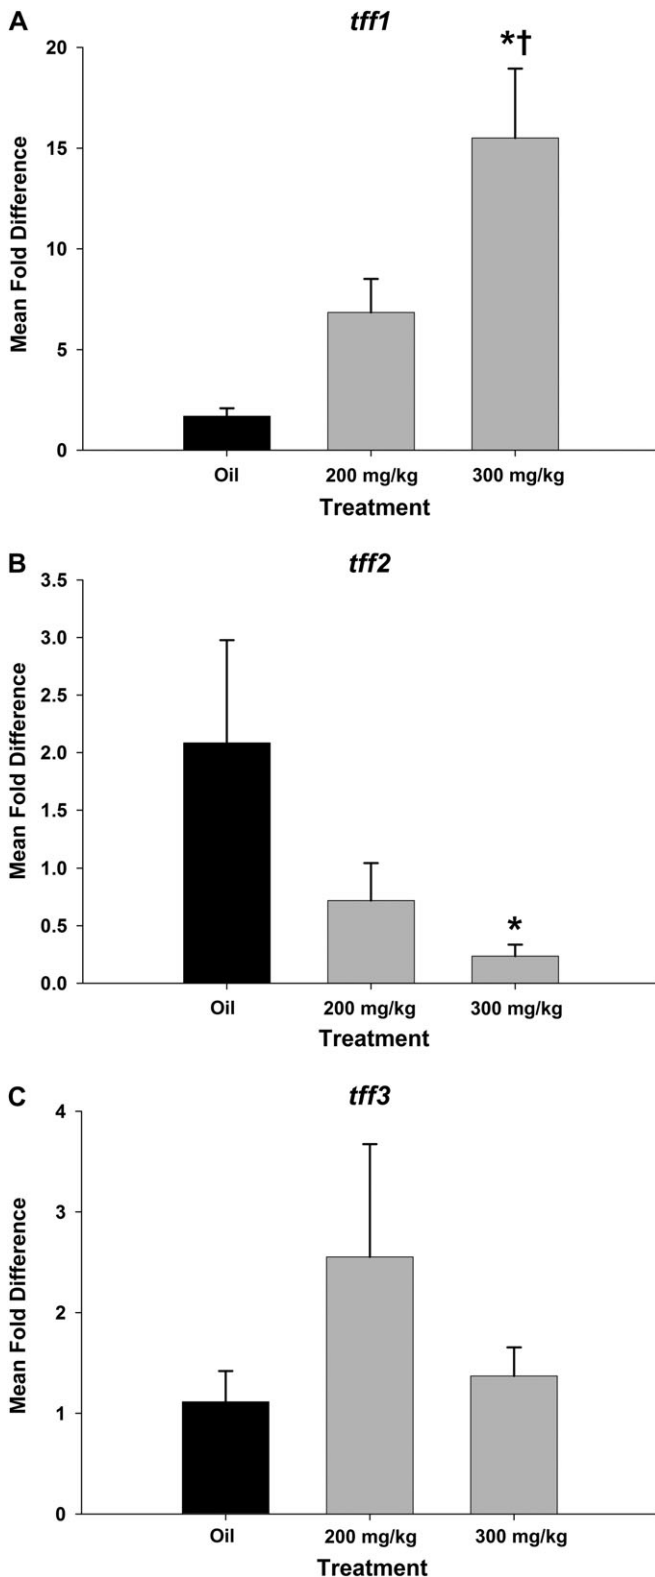 A
tff1
*†
20
15
10
5
0
Mean Fold Difference
Oil 200 mg/kg 300 mg/kg
Treatment
B
tff2
3.5
3.0
2.5
2.0
1.5
1.0
0.5
0.0
*
Mean Fold Difference
Oil 200 mg/kg 300 mg/kg
Treatment
C
tff3
4
3
2
1
0
Mean Fold Difference
Oil 200 mg/kg 300 mg/kg
Treatment